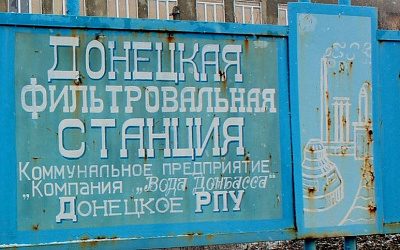 ДОНЕЦКАЯ
ФИЛЬТРОВАЛЬНАЯ
СТАНЦИЯ
КОММУНАЛЬНОЕ ПРЕДПРИЯТИЕ
„КОМПАНИЯ „Вода Донбасса"
ДОНЕЦКОЕ РПУ